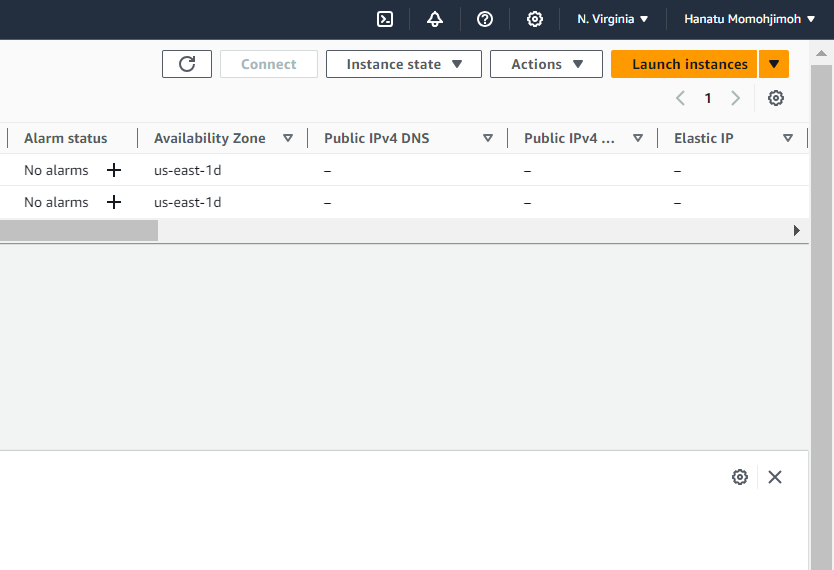 N. Virginia Hanatu Momohjimoh
Connect Instance state Actions Launch instances
1
Alarm status Availability Zone Public IPv4 DNS Public IPv4 ... Elastic IP
No alarms us-east-1d – – –
No alarms us-east-1d – – –